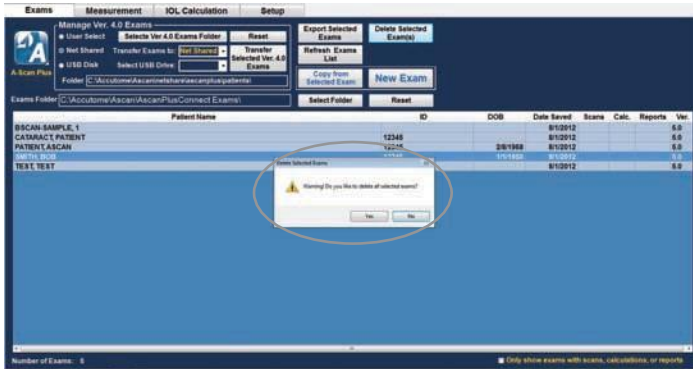 Exams Measurement IOL Calculation Setup
Manage Ver. 4.0 Exams
User Select Selecte Ver 4.0 Exams Folder Reset
Net Shared Transfer Exams to: Net Shared Transfer Selected Ver. 4.0 Exams
USB Disk Select USB Drive:
A-Scan Plus
Folder C:\Accutome\Ascan\netshare\aecanplus\patients\
Export Selected Exams
Delete Selected Exam(s)
Refresh Exams List
Copy from Selected Exam
New Exam
Exams Folder C:\Accutome\Ascan\AscanPlusConnect Exams\ Select Folder Reset
Patient Name ID DOB Date Saved Scans Calc. Reports Ver.
BSCAN-SAMPLE, 1 8/1/2012 5.0
CATARACT, PATIENT 12345 8/1/2012 5.0
PATIENT, ASCAN 12345 2/8/1968 8/1/2012 5.0
SMITH, BOB 12346 1/1/1950 8/1/2012 5.0
TEST, TEST 8/1/2012 5.0
Delete Selected Exams
Warning! Do you like to delete all selected exams?
Yes No
Number of Exams:
Only show exams with scans, calculations, or reports